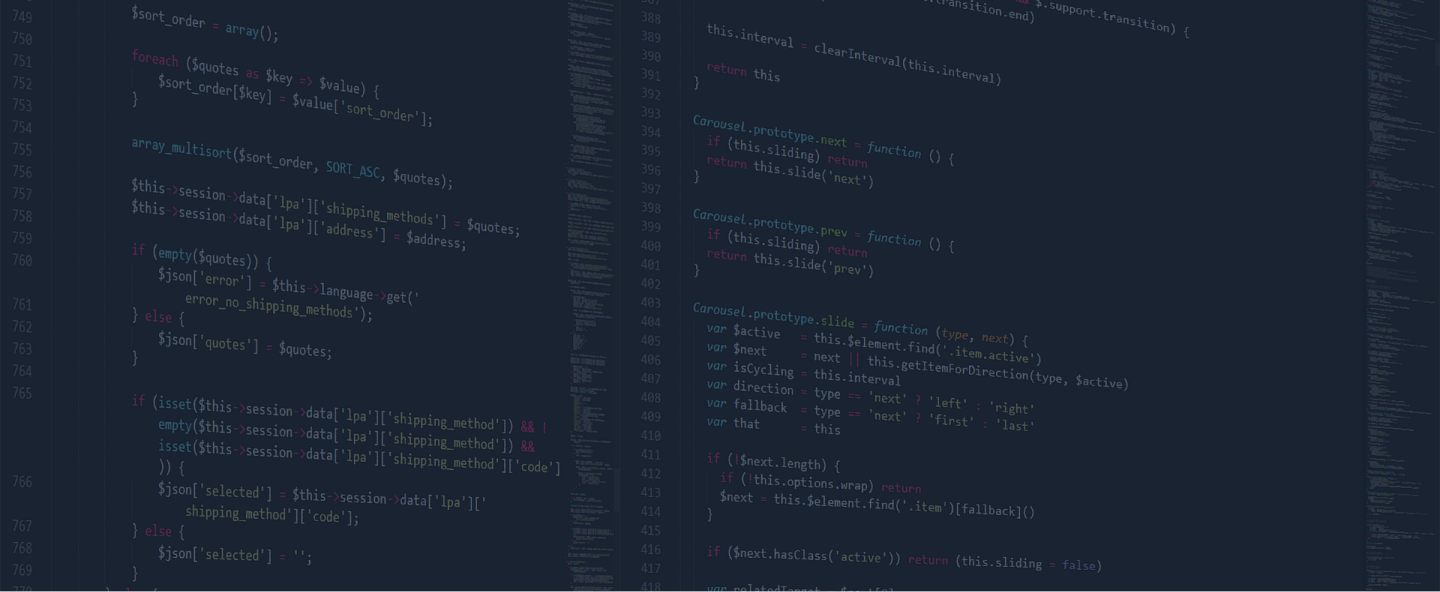 749
$sort_order = array();
750
751
foreach ($quotes as $key => $value) {
752
$sort_order[$key] = $value['sort_order'];
753
}
754
755
array_multisort($sort_order, SORT_ASC, $quotes);
756
757
$this->session->data['lpa']['shipping_methods'] = $quotes;
758
$this->session->data['lpa']['address'] = $address;
759
760
if (empty($quotes)) {
$json['error'] = $this->language->get('
error_no_shipping_methods');
761
} else {
762
$json['quotes'] = $quotes;
763
}
764
765
if (isset($this->session->data['lpa']['shipping_method']) && !
empty($this->session->data['lpa']['shipping_method']) &&
isset($this->session->data['lpa']['shipping_method']['code']
)) {
766
$json['selected'] = $this->session->data['lpa']['
shipping_method']['code'];
767
} else {
768
$json['selected'] = '';
769
}
770
388
$.support.transition) {
389
this.interval = clearInterval(this.interval)
390
391
return this
392
}
393
394
Carousel.prototype.next = function () {
395
if (this.sliding) return
396
return this.slide('next')
397
}
398
399
Carousel.prototype.prev = function () {
400
if (this.sliding) return
401
return this.slide('prev')
402
}
403
404
Carousel.prototype.slide = function (type, next) {
405
var $active = this.$element.find('.item.active')
406
var $next = next || this.getItemForDirection(type, $active)
407
var isCycling = this.interval
408
var direction = type == 'next' ? 'left' : 'right'
409
var fallback = type == 'next' ? 'first' : 'last'
410
var that = this
411
412
if (!$next.length) {
413
if (!this.options.wrap) return
414
$next = this.$element.find('.item')[fallback]()
415
}
416
417
if ($next.hasClass('active')) return (this.sliding = false)
418